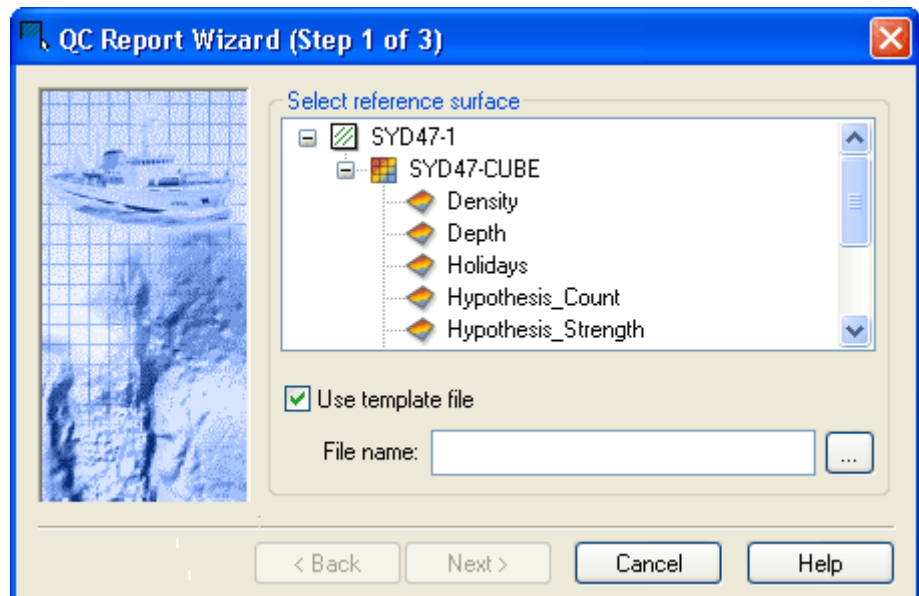 QC Report Wizard (Step 1 of 3)
Select reference surface
SYD47-1
SYD47-CUBE
Density
Depth
Holidays
Hypothesis_Count
Hypothesis_Strength
Use template file
File name:
...
< Back
Next >
Cancel
Help